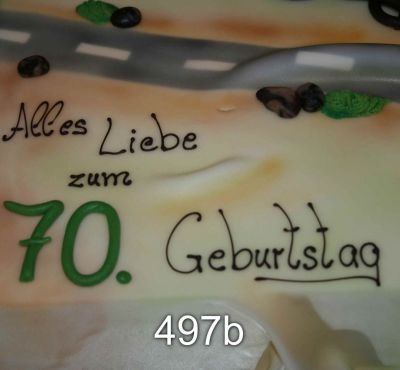 Alles Liebe
zum
70. Geburtstag
497b